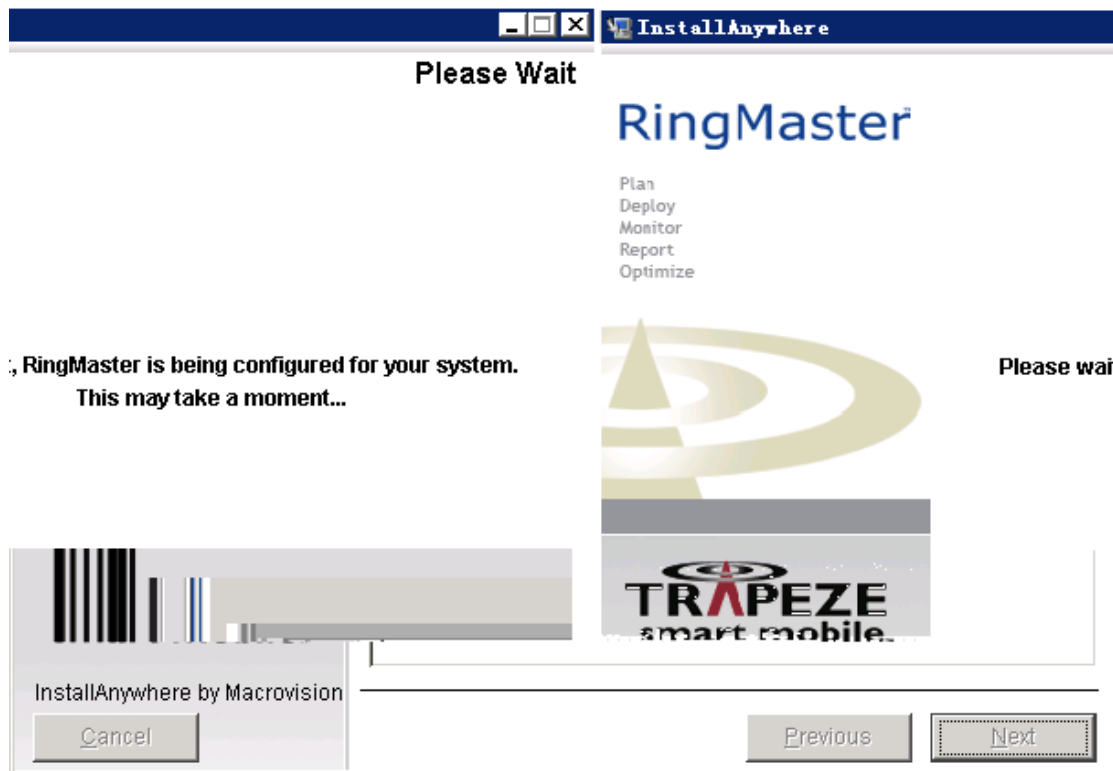 Please Wait
InstallAnywhere
RingMaster
Plan
Deploy
Monitor
Report
Optimize
, RingMaster is being configured for your system.
This may take a moment...
Please wai
TRAPEZE
smart mobile.
InstallAnywhere by Macrovision
Cancel
Previous
Next